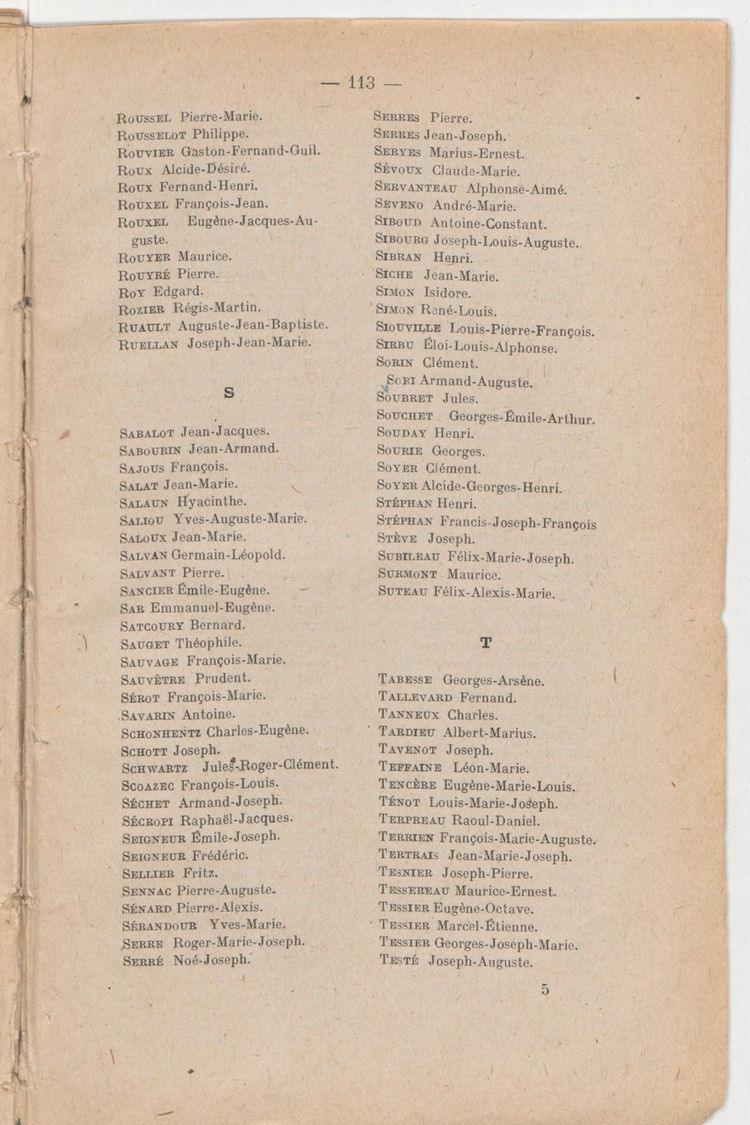 — 113 —
ROUSSEL Pierre-Marie.
ROUSSELOT Philippe.
ROUVIER Gaston-Fernand-Guil.
ROUX Alcide-Désiré.
ROUX Fernand-Henri.
ROUXEL François-Jean.
ROUXEL Eugène-Jacques-Au-
guste.
ROUYER Maurice.
ROUYRÉ Pierre.
ROY Edgard.
ROZIER Régis-Martin.
RUAULT Auguste-Jean-Baptiste.
RUELLAN Joseph-Jean-Marie.
S
SABALOT Jean-Jacques.
SABOURIN Jean-Armand.
SAJOUS François.
SALAT Jean-Marie.
SALAUN Hyacinthe.
SALIOU Yves-Auguste-Marie.
SALOUX Jean-Marie.
SALVAN Germain-Léopold.
SALVANT Pierre.
SANCIER Émile-Eugène.
SAR Emmanuel-Eugène.
SATCOURY Bernard.
SAUGET Théophile.
SAUVAGE François-Marie.
SAUVÊTRE Prudent.
SÉROT François-Marie.
SAVARIN Antoine.
SCHONHENTZ Charles-Eugène.
SCHOTT Joseph.
SCHWARTZ Jules-Roger-Clément.
SCOAZEC François-Louis.
SÉCHET Armand-Joseph.
SÉCROPI Raphaël-Jacques.
SEIGNEUR Émile-Joseph.
SEIGNEUR Frédéric.
SELLIER Fritz.
SENNAC Pierre-Auguste.
SÉNARD Pierre-Alexis.
SÉRANDOUR Yves-Marie.
SERRE Roger-Marie-Joseph.
SERRÉ Noé-Joseph.
SERRES Pierre.
SERRES Jean-Joseph.
SERYES Marius-Ernest.
SÉVOUX Claude-Marie.
SERVANTEAU Alphonse-Aimé.
SEVENO André-Marie.
SIBOUD Antoine-Constant.
SIBOURG Joseph-Louis-Auguste.
SIBRAN Henri.
SICHE Jean-Marie.
SIMON Isidore.
SIMON René-Louis.
SIOUVILLE Louis-Pierre-François.
SIRBU Éloi-Louis-Alphonse.
SORIN Clément.
Armand-Auguste.
SOUBRET Jules.
SOUCHET Georges-Émile-Arthur.
SOUDAY Henri.
SOURIE Georges.
SOYER Clément.
SOYER Alcide-Georges-Henri.
STÉPHAN Henri.
STÉPHAN Francis-Joseph-François
STÈVE Joseph.
SUBILEAU Félix-Marie-Joseph.
SURMONT Maurice.
SUTEAU Félix-Alexis-Marie.
T
TABESSE Georges-Arsène.
TALLEVARD Fernand.
TANNEUX Charles.
TARDIEU Albert-Marius.
TAVENOT Joseph.
TEFFAINE Léon-Marie.
TENCÈRE Eugène-Marie-Louis.
TÉNOT Louis-Marie-Joseph.
TERPREAU Raoul-Daniel.
TERRIEN François-Marie-Auguste.
TERTRAIS Jean-Marie-Joseph.
TESNIER Joseph-Pierre.
TESSEREAU Maurice-Ernest.
TESSIER Eugène-Octave.
TESSIER Marcel-Étienne.
TESSIER Georges-Joseph-Marie.
TESTÉ Joseph-Auguste.
5